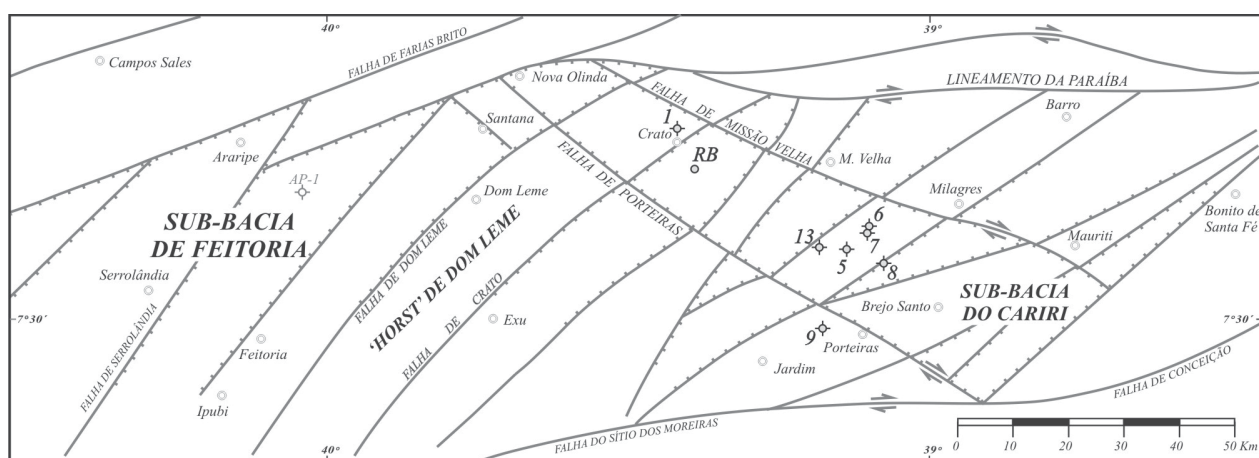 40°
39°
Campos Sales
FALHA DE FARIAS BRITO
Nova Olinda
LINEAMENTO DA PARAÍBA
Barro
FALHA DE MISSÃO VELHA
1
Crato
Santana
Araripe
RB
M. Velha
FALHA DE PORTEIRAS
AP-1
Dom Leme
Milagres
Bonito de
Santa Fé
SUB-BACIA
DE FEITORIA
6
7
13
5
8
Mauriti
FALHA DE DOM LEME
'HORST' DE DOM LEME
Serrolândia
SUB-BACIA
DO CARIRI
Brejo Santo
7°30´
7°30´
Exu
9
Porteiras
Feitoria
FALHA DE CRATO
FALHA DE SERROLÂNDIA
Jardim
FALHA DE CONCEIÇÃO
Ipubi
FALHA DO SÍTIO DOS MOREIRAS
40°
39°
0 10 20 30 40 50 Km